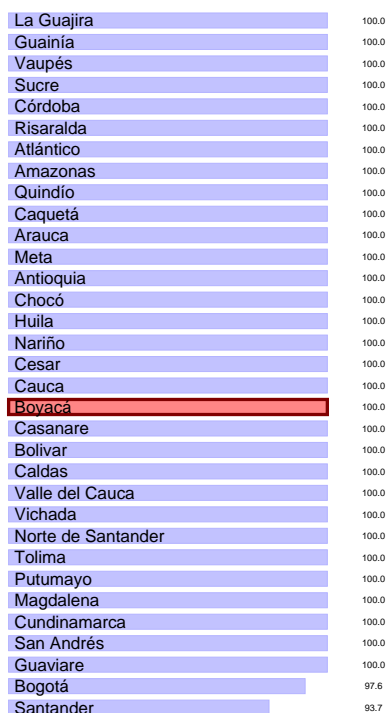 La Guajira 100.0
Guainía 100.0
Vaupés 100.0
Sucre 100.0
Córdoba 100.0
Risaralda 100.0
Atlántico 100.0
Amazonas 100.0
Quindío 100.0
Caquetá 100.0
Arauca 100.0
Meta 100.0
Antioquia 100.0
Chocó 100.0
Huila 100.0
Nariño 100.0
Cesar 100.0
Cauca 100.0
Boyacá 100.0
Casanare 100.0
Bolivar 100.0
Caldas 100.0
Valle del Cauca 100.0
Vichada 100.0
Norte de Santander 100.0
Tolima 100.0
Putumayo 100.0
Magdalena 100.0
Cundinamarca 100.0
San Andrés 100.0
Guaviare 100.0
Bogotá 97.6
Santander 93.7